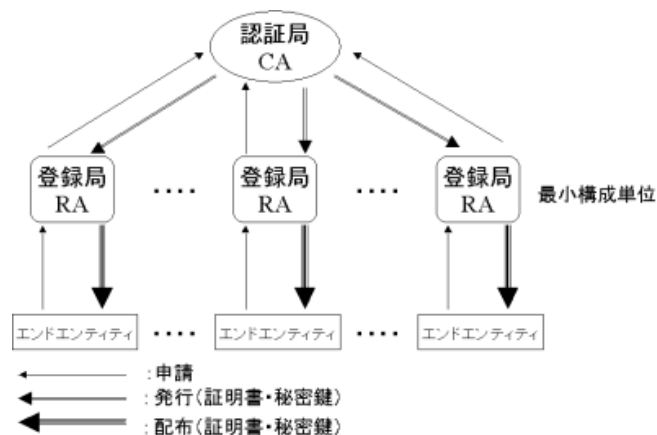 認証局
CA
登録局 ‥‥ 登録局 ‥‥ 登録局
RA RA RA
最小構成単位
エンドエンティティ ‥‥ エンドエンティティ ‥‥ エンドエンティティ
:申請
:発行(証明書・秘密鍵)
:配布(証明書・秘密鍵)